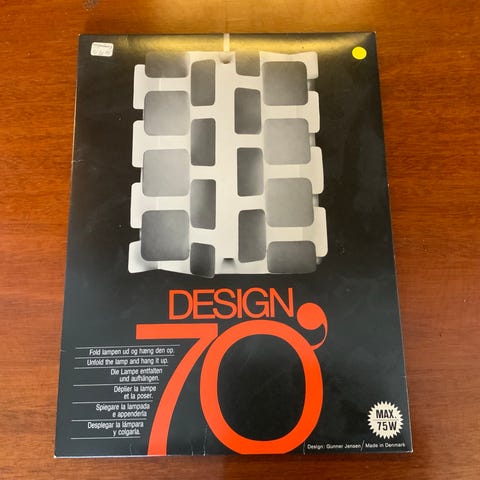 DESIGN
70'
Fold lampen ud og hæng den op.
Unfold the lamp and hang it up.
Die Lampe entfalten
und aufhängen.
Déplier la lampe
et la poser.
Spiegare la lampada
e appenderla
Desplegar la lámpara
y colgarla.
MAX.
75W
Design: Gunner Jensen / Made in Denmark